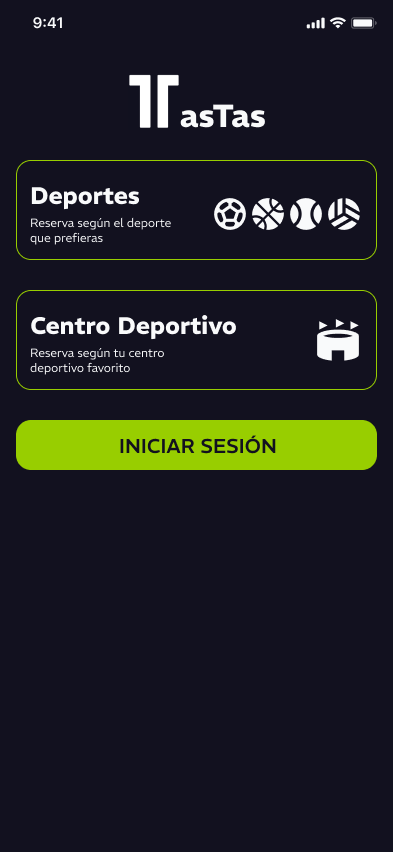 9:41
TasTas
Deportes
Reserva según el deporte
que prefieras
Centro Deportivo
Reserva según tu centro
deportivo favorito
INICIAR SESIÓN